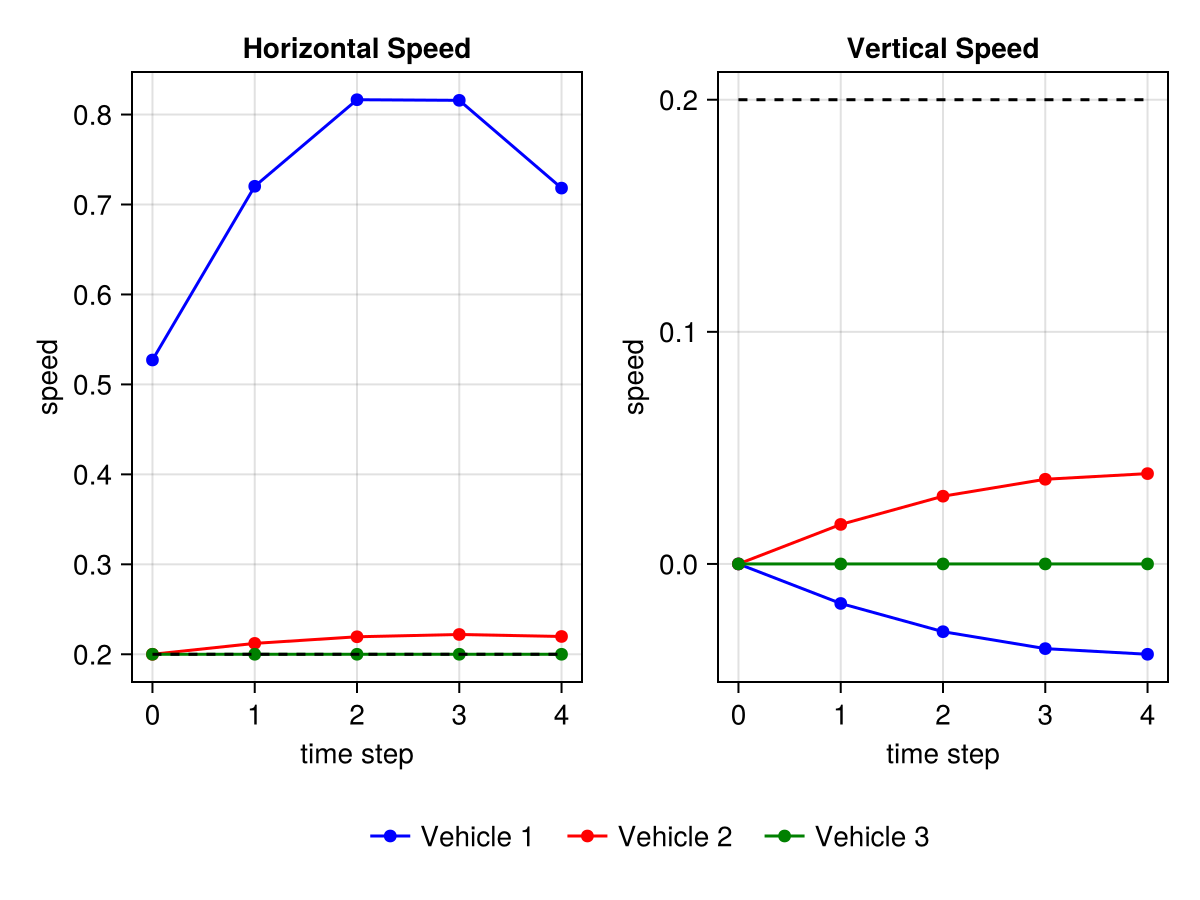 Horizontal Speed
0.8
0.7
0.6
0.5
0.4
0.3
0.2
speed
0 1 2 3 4
time step
Vertical Speed
0.2
0.1
0.0
speed
0 1 2 3 4
time step
Vehicle 1 Vehicle 2 Vehicle 3